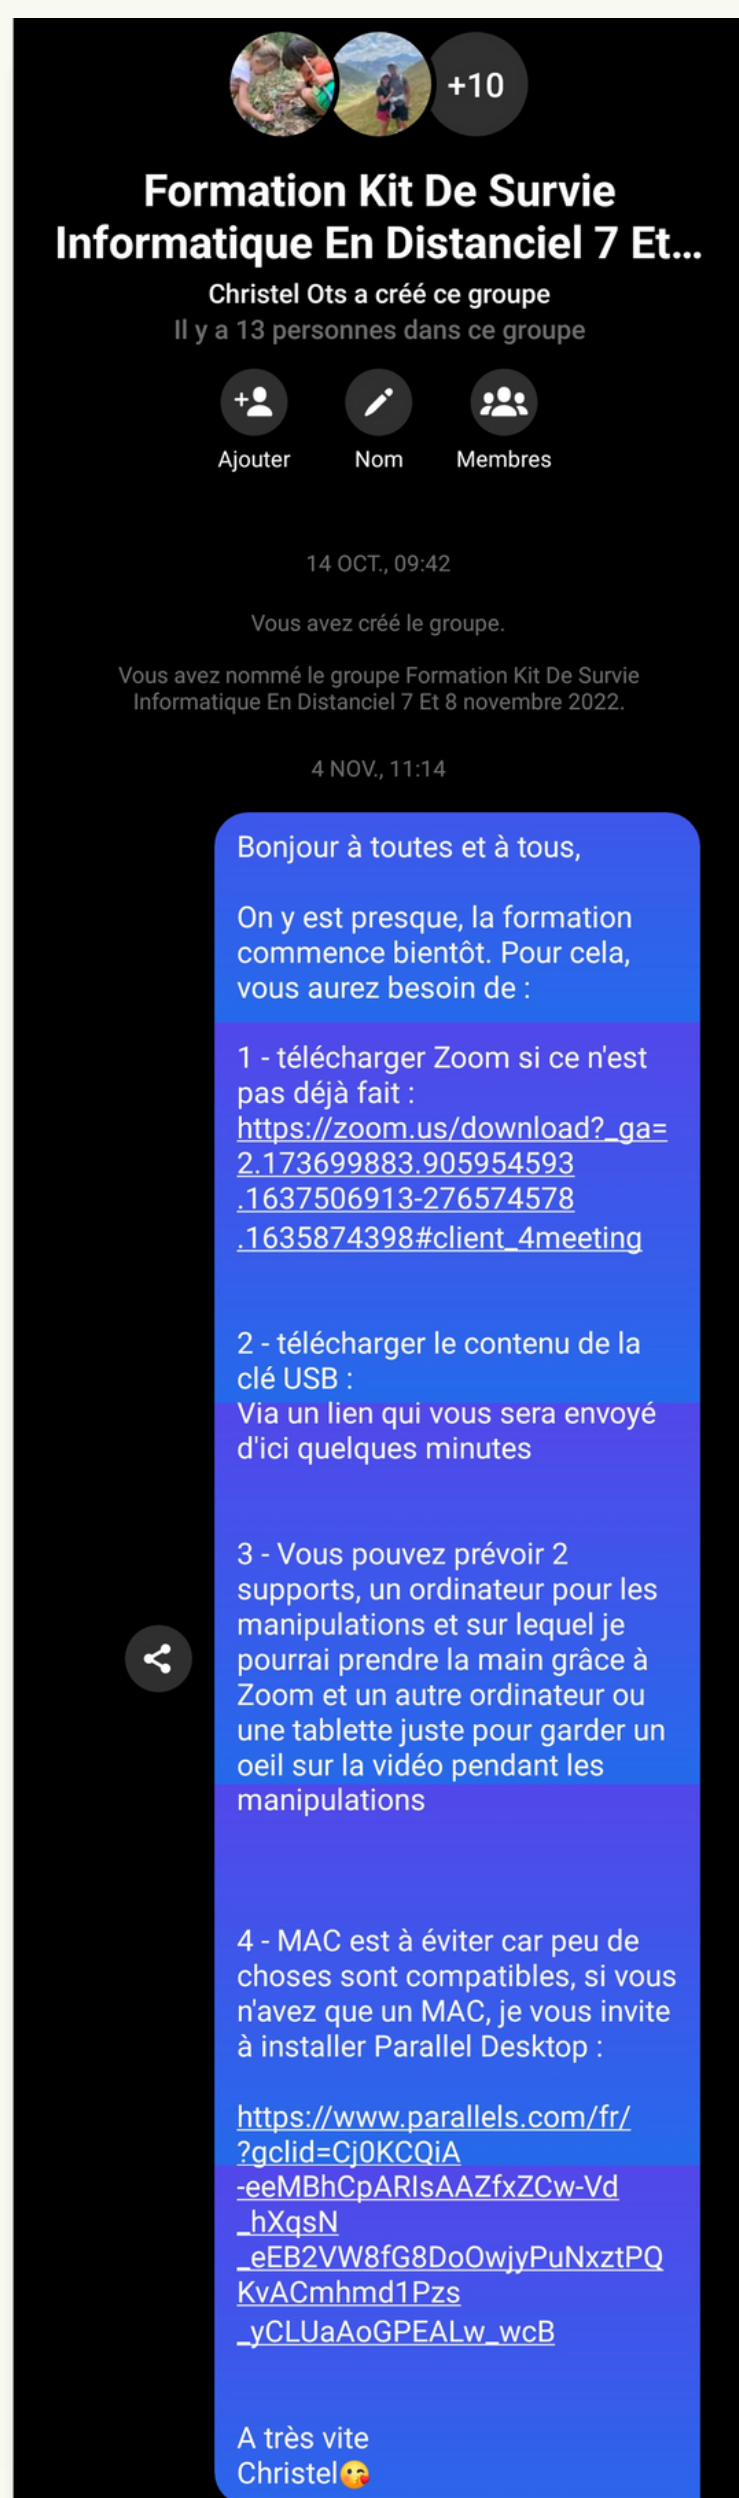 +10
Formation Kit De Survie
Informatique En Distanciel 7 Et...
Christel Ots a créé ce groupe
Il y a 13 personnes dans ce groupe
Ajouter
Nom
Membres
14 OCT., 09:42
Vous avez créé le groupe.
Vous avez nommé le groupe Formation Kit De Survie
Informatique En Distanciel 7 Et 8 novembre 2022.
4 NOV., 11:14
Bonjour à toutes et à tous,
On y est presque, la formation
commence bientôt. Pour cela,
vous aurez besoin de :
1 - télécharger Zoom si ce n'est
pas déjà fait :
https://zoom.us/download?_ga=
2.173699883.905954593
.1637506913-276574578
.1635874398#client_4meeting
2 - télécharger le contenu de la
clé USB :
Via un lien qui vous sera envoyé
d'ici quelques minutes
3 - Vous pouvez prévoir 2
supports, un ordinateur pour les
manipulations et sur lequel je
pourrai prendre la main grâce à
Zoom et un autre ordinateur ou
une tablette juste pour garder un
oeil sur la vidéo pendant les
manipulations
4 - MAC est à éviter car peu de
choses sont compatibles, si vous
n'avez que un MAC, je vous invite
à installer Parallel Desktop :
https://www.parallels.com/fr/
?gclid=Cj0KCQiA
-eeMBhCpARIsAAZfxZCw-Vd
_hXqsN
_eEB2VW8fG8DoOwjyPuNxztPQ
KvACmhmd1Pzs
_yCLUaAoGPEALw_wcB
A très vite
Christel😘